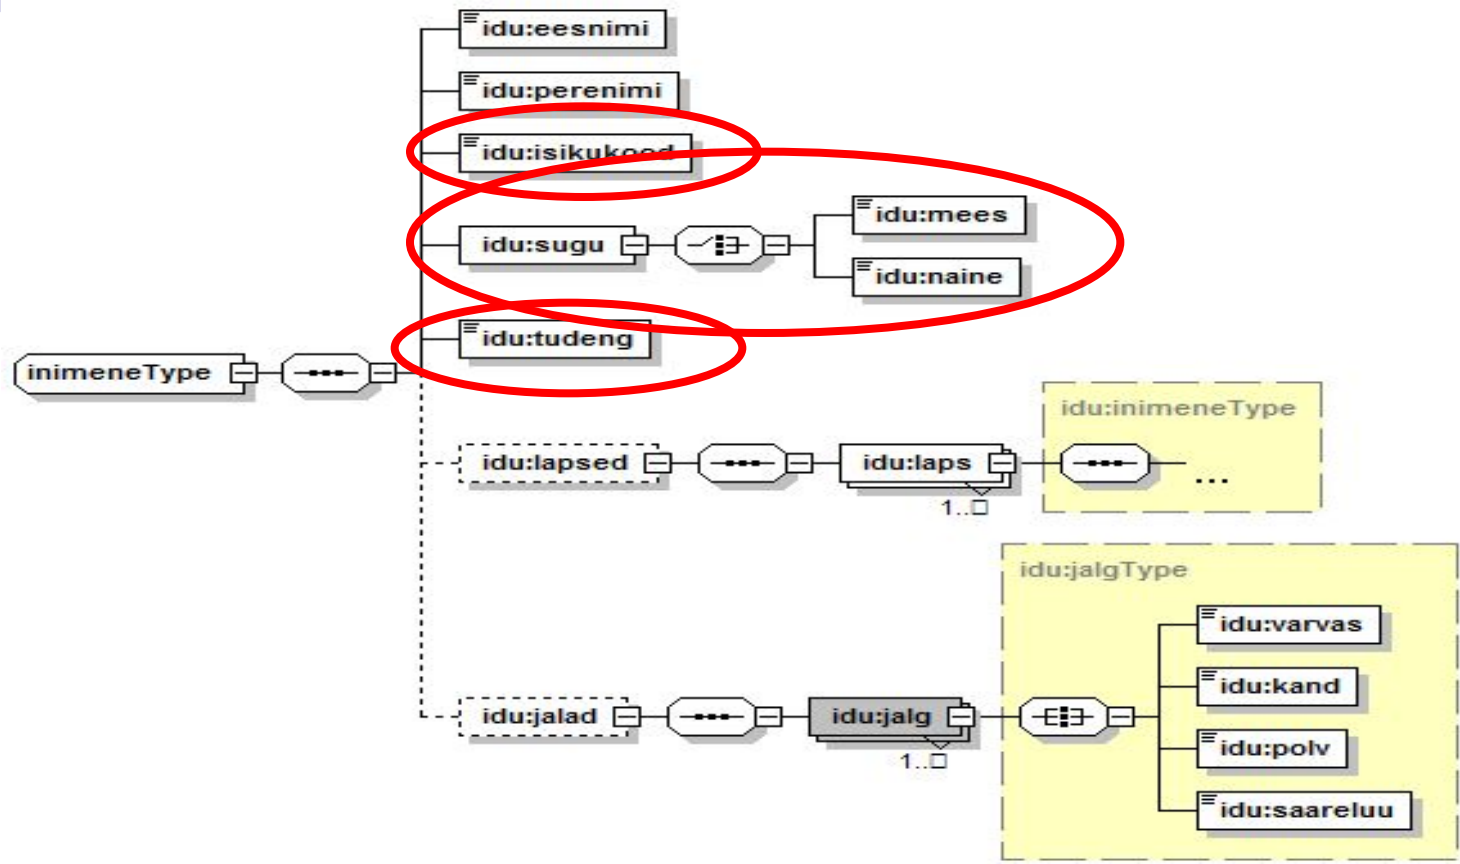 idu:eesnimi
idu:perenimi
idu:isikukood
idu:sugu
idu:mees
idu:naine
idu:tudeng
inimeneType
idu:inimeneType
idu:lapsed
idu:laps
...
1..□
idu:jalgType
idu:varvas
idu:kand
idu:jalad
idu:jalg
idu:polv
1..□
idu:saareluu